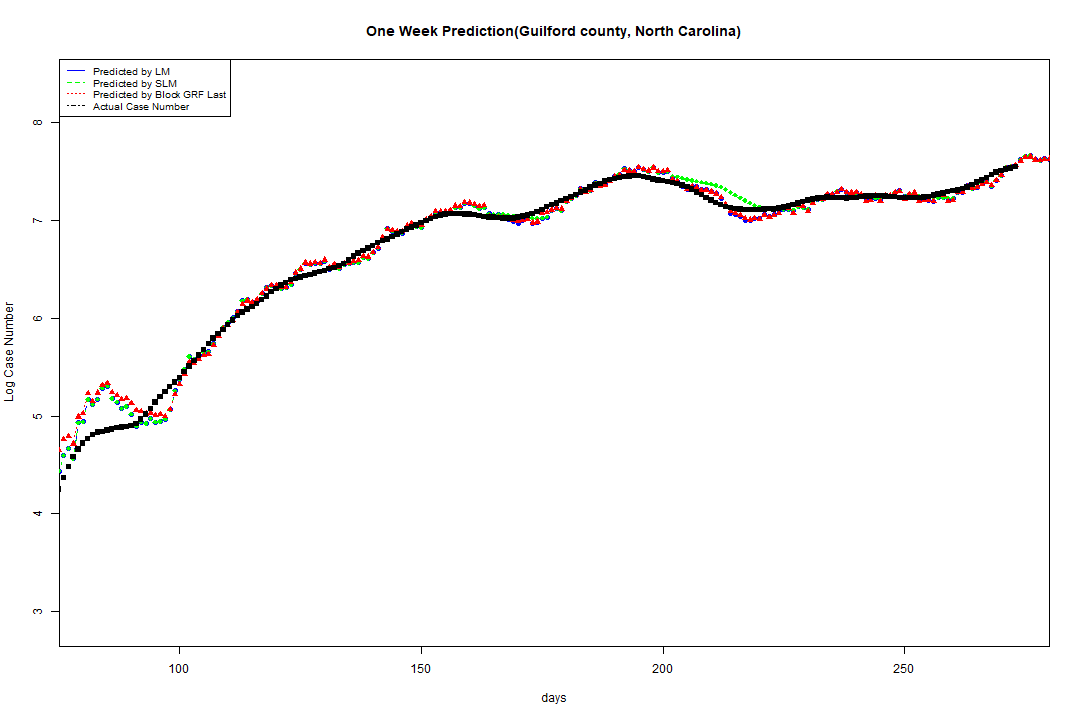 One Week Prediction(Guilford county, North Carolina)
Predicted by LM
Predicted by SLM
Predicted by Block GRF Last
Actual Case Number
8
7
6
5
4
3
Log Case Number
100 150 200 250
days